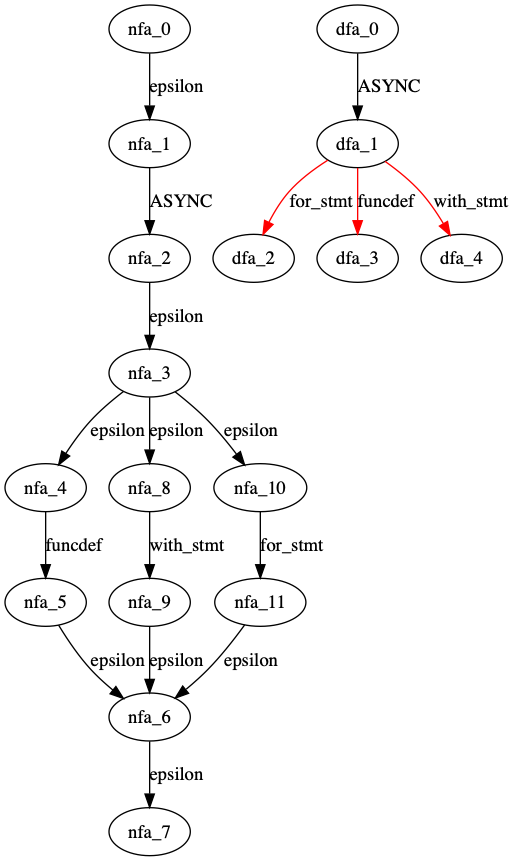 nfa_0 dfa_0
epsilon ASYNC
nfa_1 dfa_1
ASYNC for_stmt funcdef with_stmt
nfa_2 dfa_2 dfa_3 dfa_4
epsilon
nfa_3
epsilon epsilon epsilon
nfa_4 nfa_8 nfa_10
funcdef with_stmt for_stmt
nfa_5 nfa_9 nfa_11
epsilon epsilon epsilon
nfa_6
epsilon
nfa_7